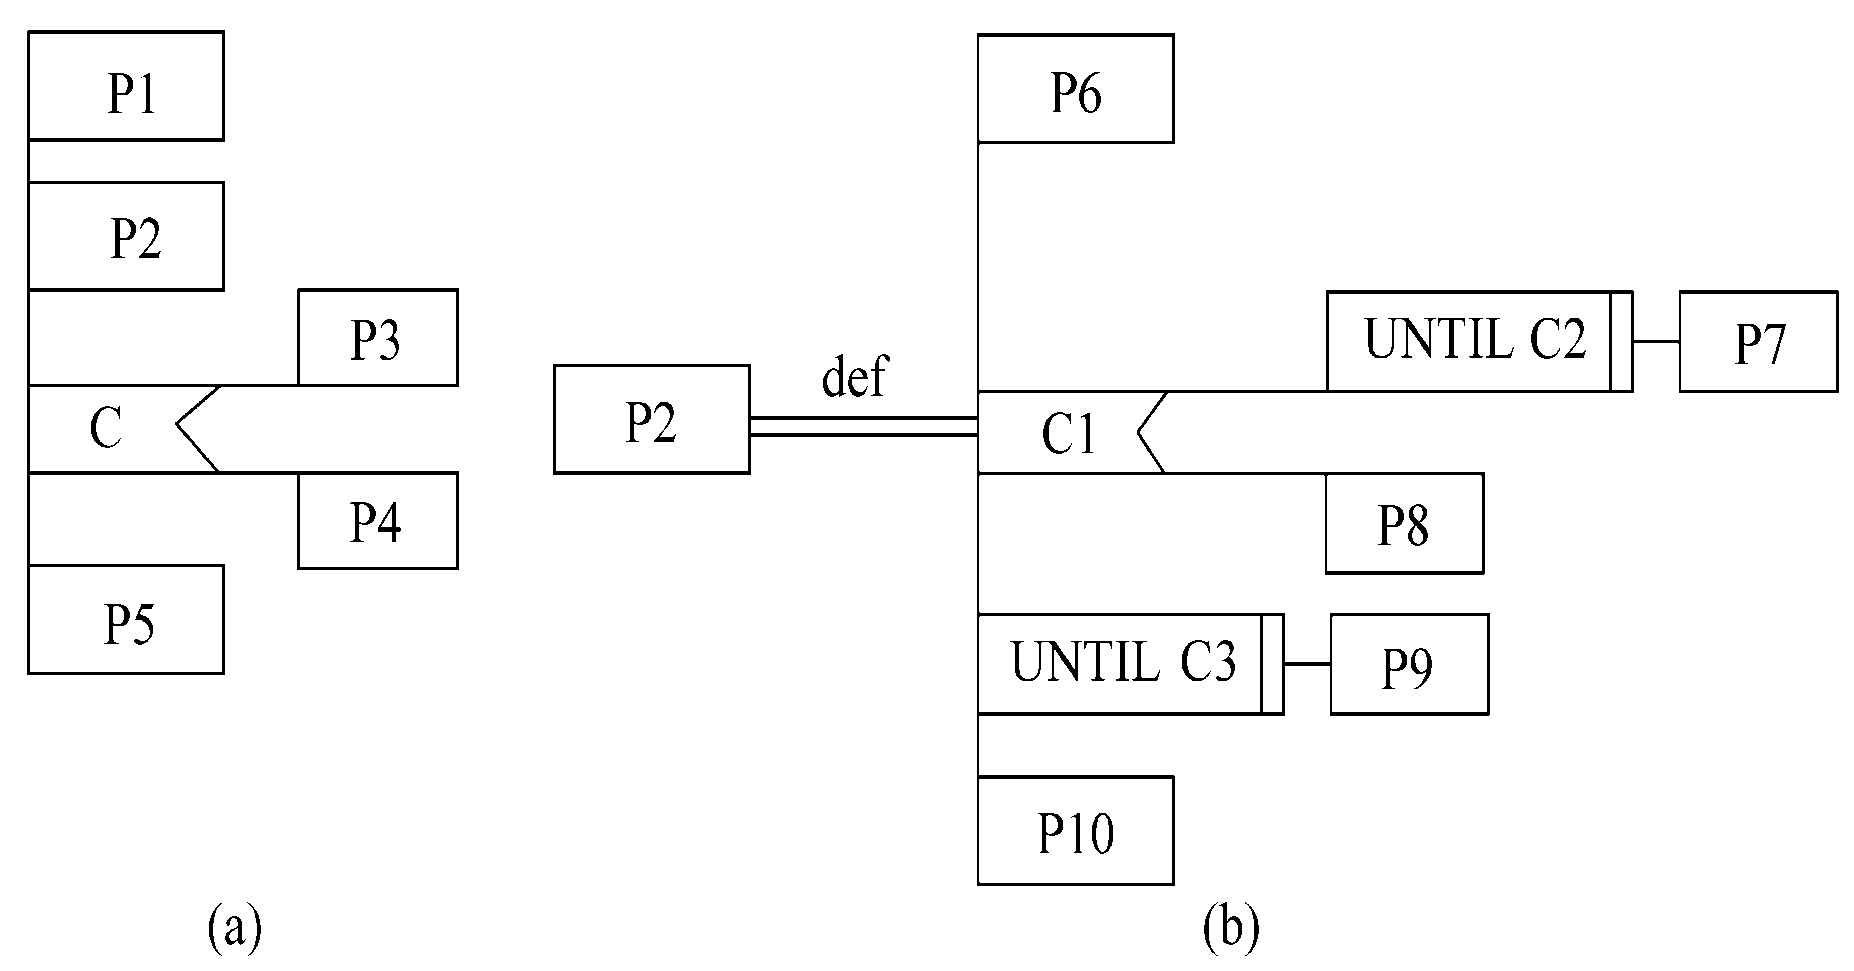 P1
P2
P3
C
P4
P5
(a)
P2
def
P6
UNTIL C2
P7
C1
P8
UNTIL C3
P9
P10
(b)